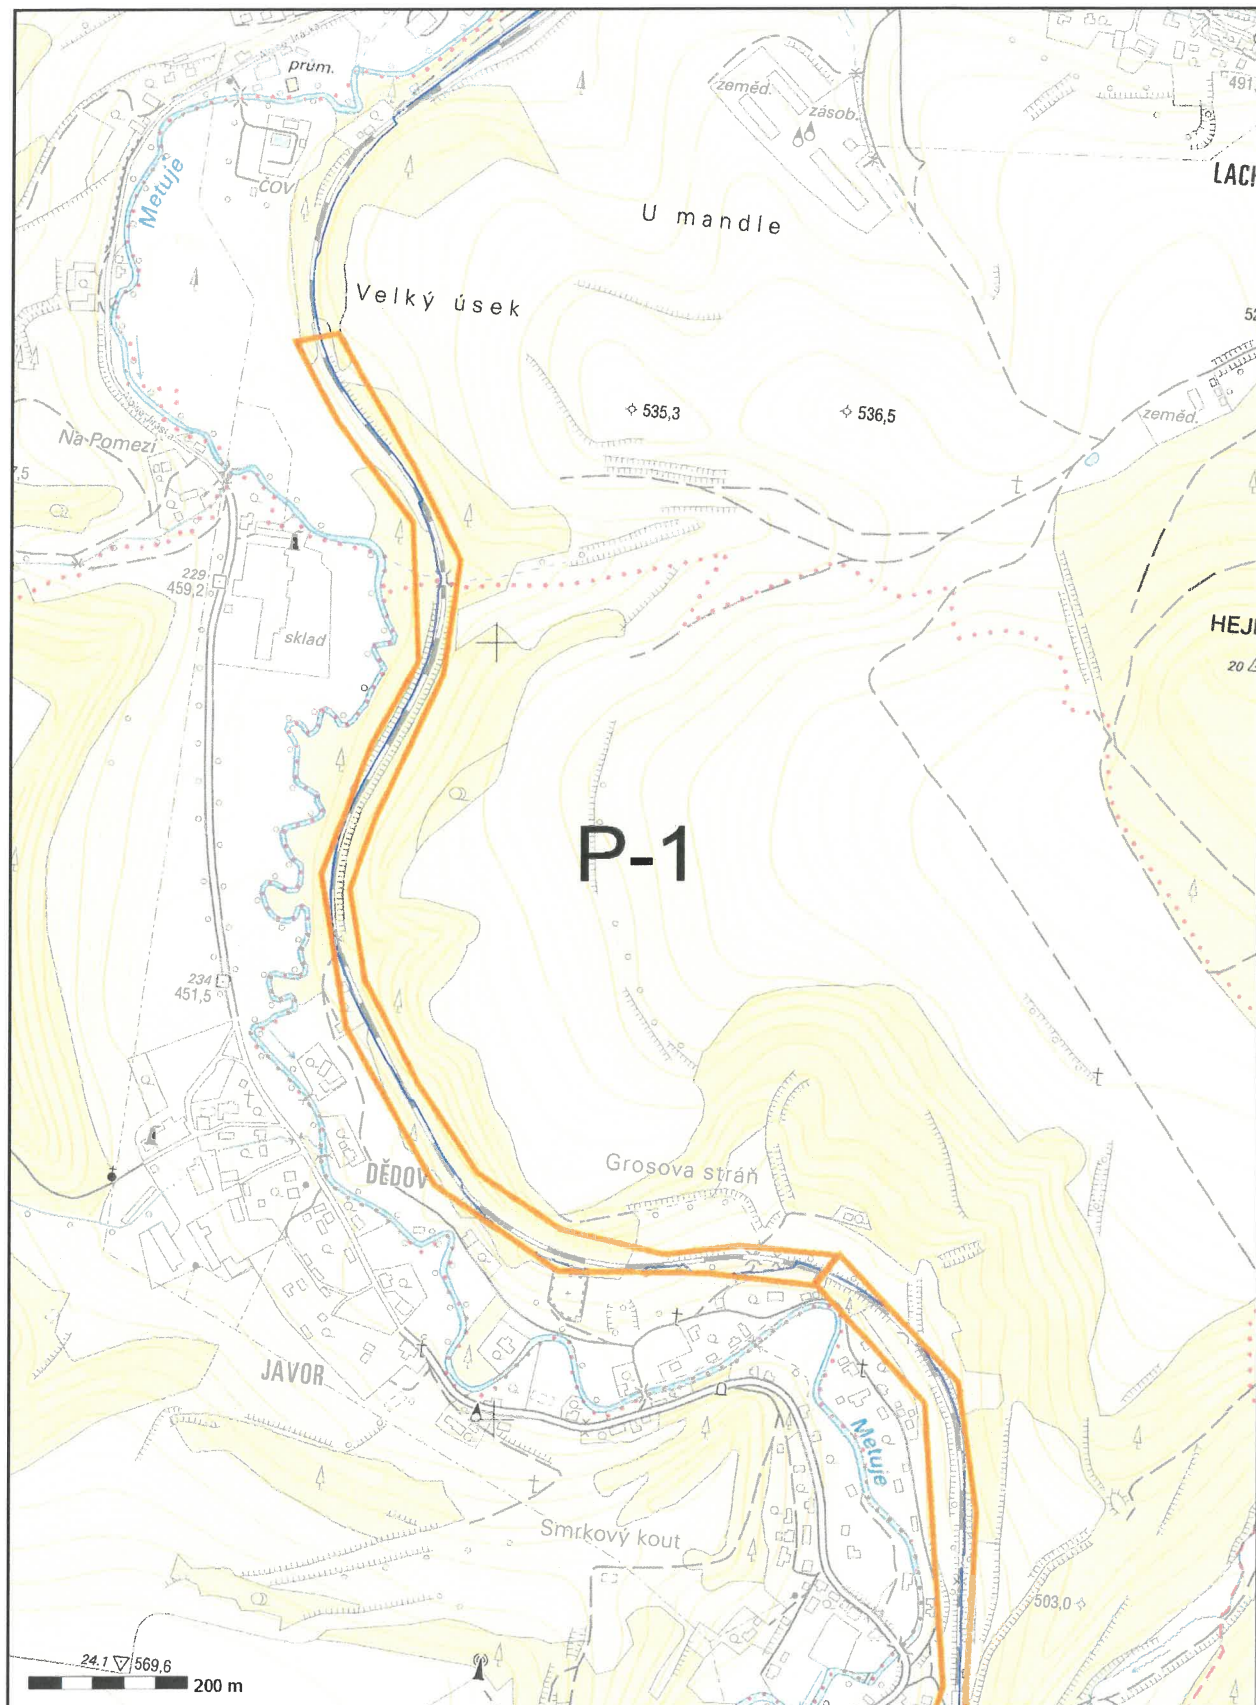 prům.
zeměd.
zásob.
491,
LACH
ČOV
Metuje
U mandle
Velký úsek
535,3
536,5
zeměd.
Na Pomezí
7,5
229
459,2
sklad
HEJ
20
P-1
234
451,5
DĚDOV
Grosova stráň
JAVOR
Metuje
Smrkový kout
503,0
24.1 569,6
200 m